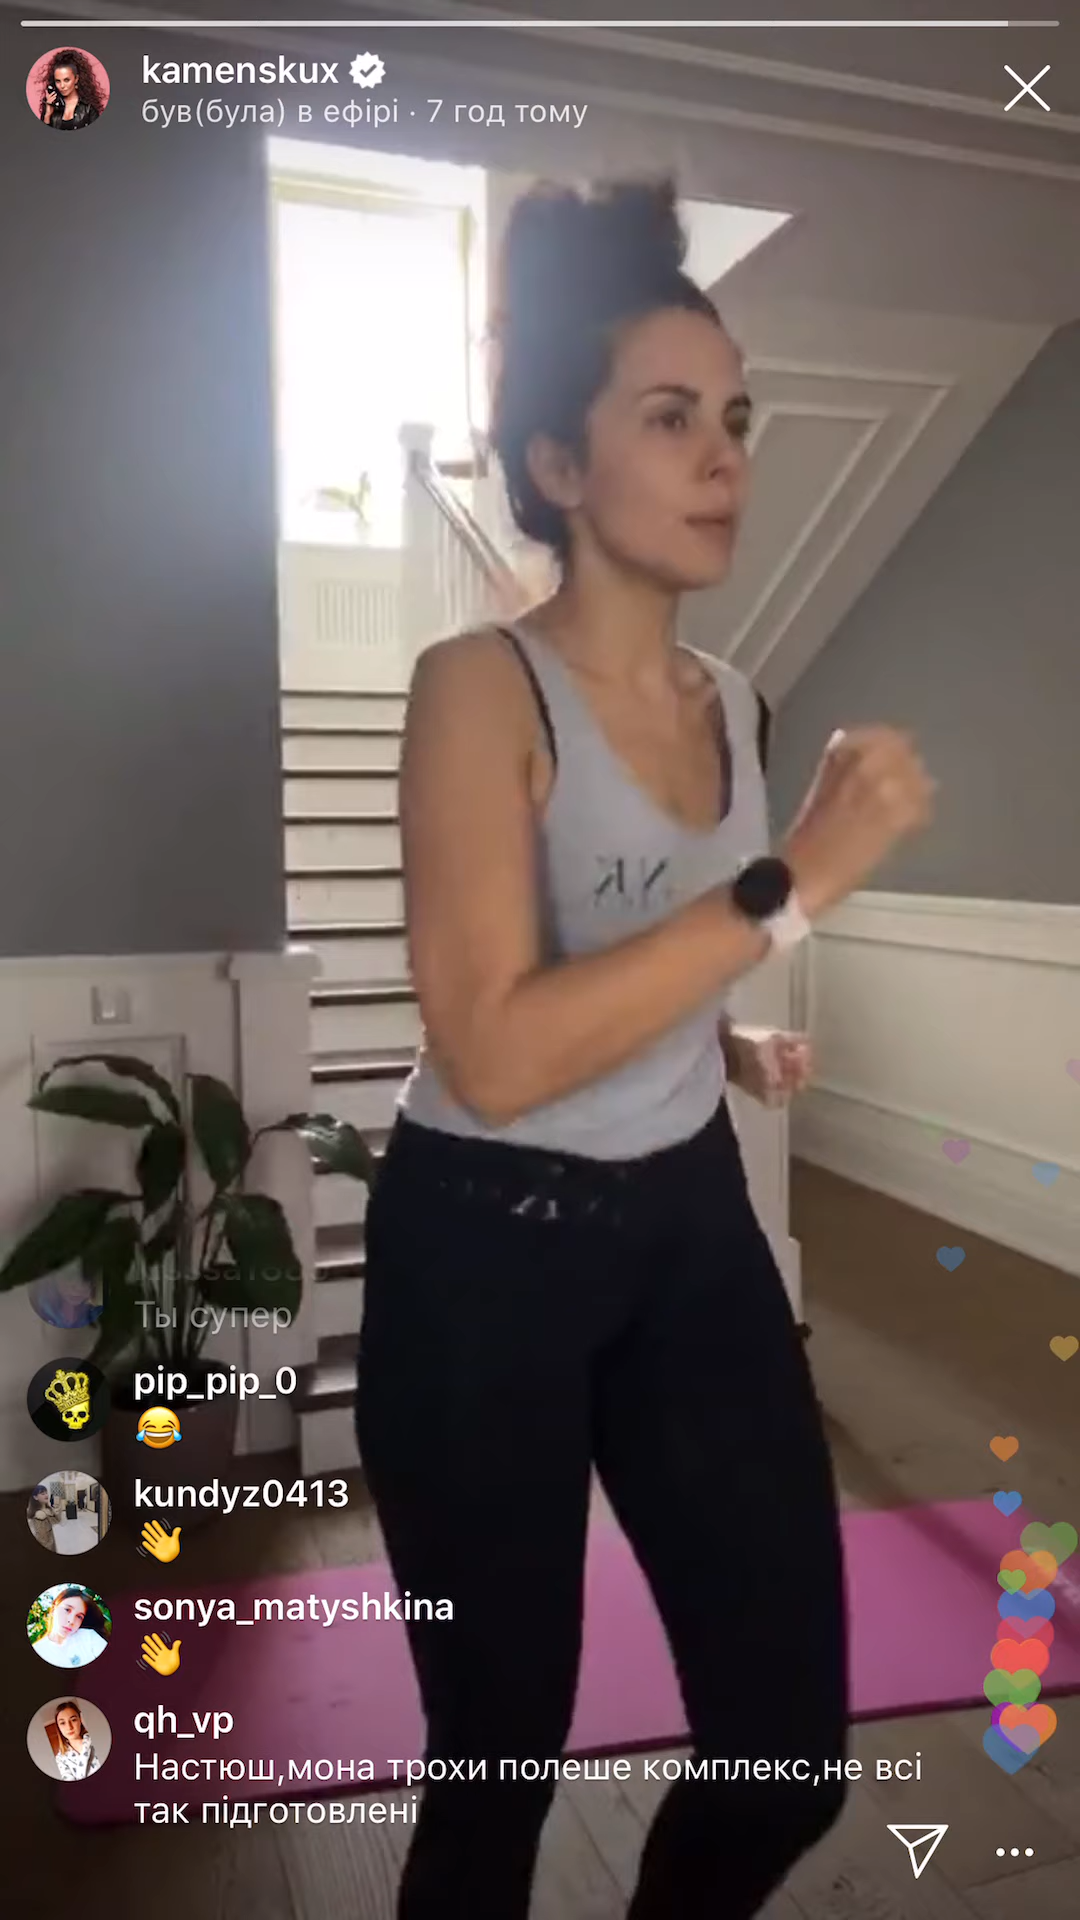 kamenskux
був(була) в ефірі · 7 год тому
Ты супер
pip_pip_0
😂
kundyz0413
👋
sonya_matyshkina
👋
qh_vp
Настюш,мона трохи полеше комплекс,не всі
так підготовлені